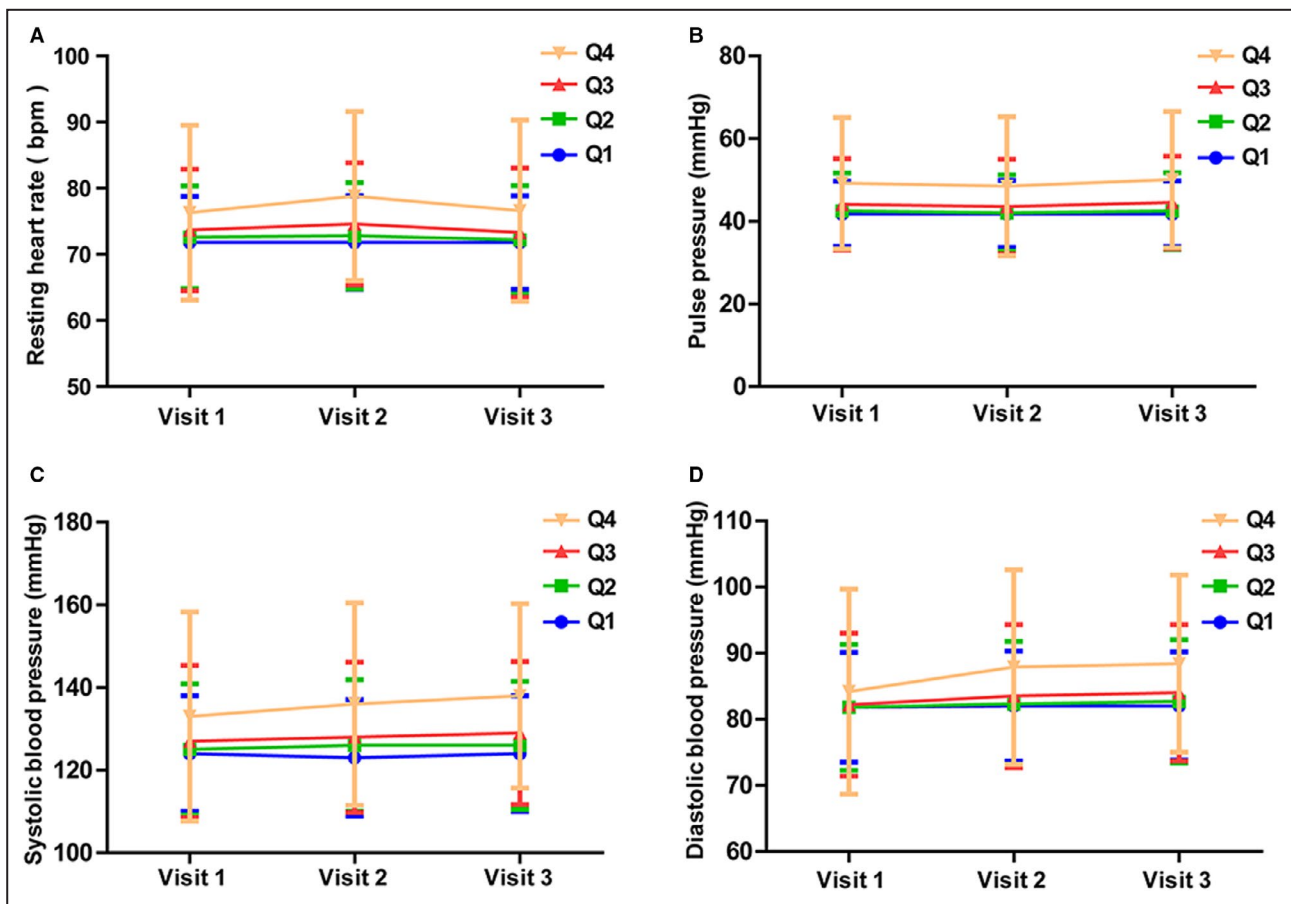 A
Resting heart rate ( bpm )
100
90
80
70
60
50
Visit 1 Visit 2 Visit 3
Q4
Q3
Q2
Q1
B
Pulse pressure (mmHg)
80
60
40
20
0
Visit 1 Visit 2 Visit 3
Q4
Q3
Q2
Q1
C
Systolic blood pressure (mmHg)
180
160
140
120
100
Visit 1 Visit 2 Visit 3
Q4
Q3
Q2
Q1
D
Diastolic blood pressure (mmHg)
110
100
90
80
70
60
Visit 1 Visit 2 Visit 3
Q4
Q3
Q2
Q1